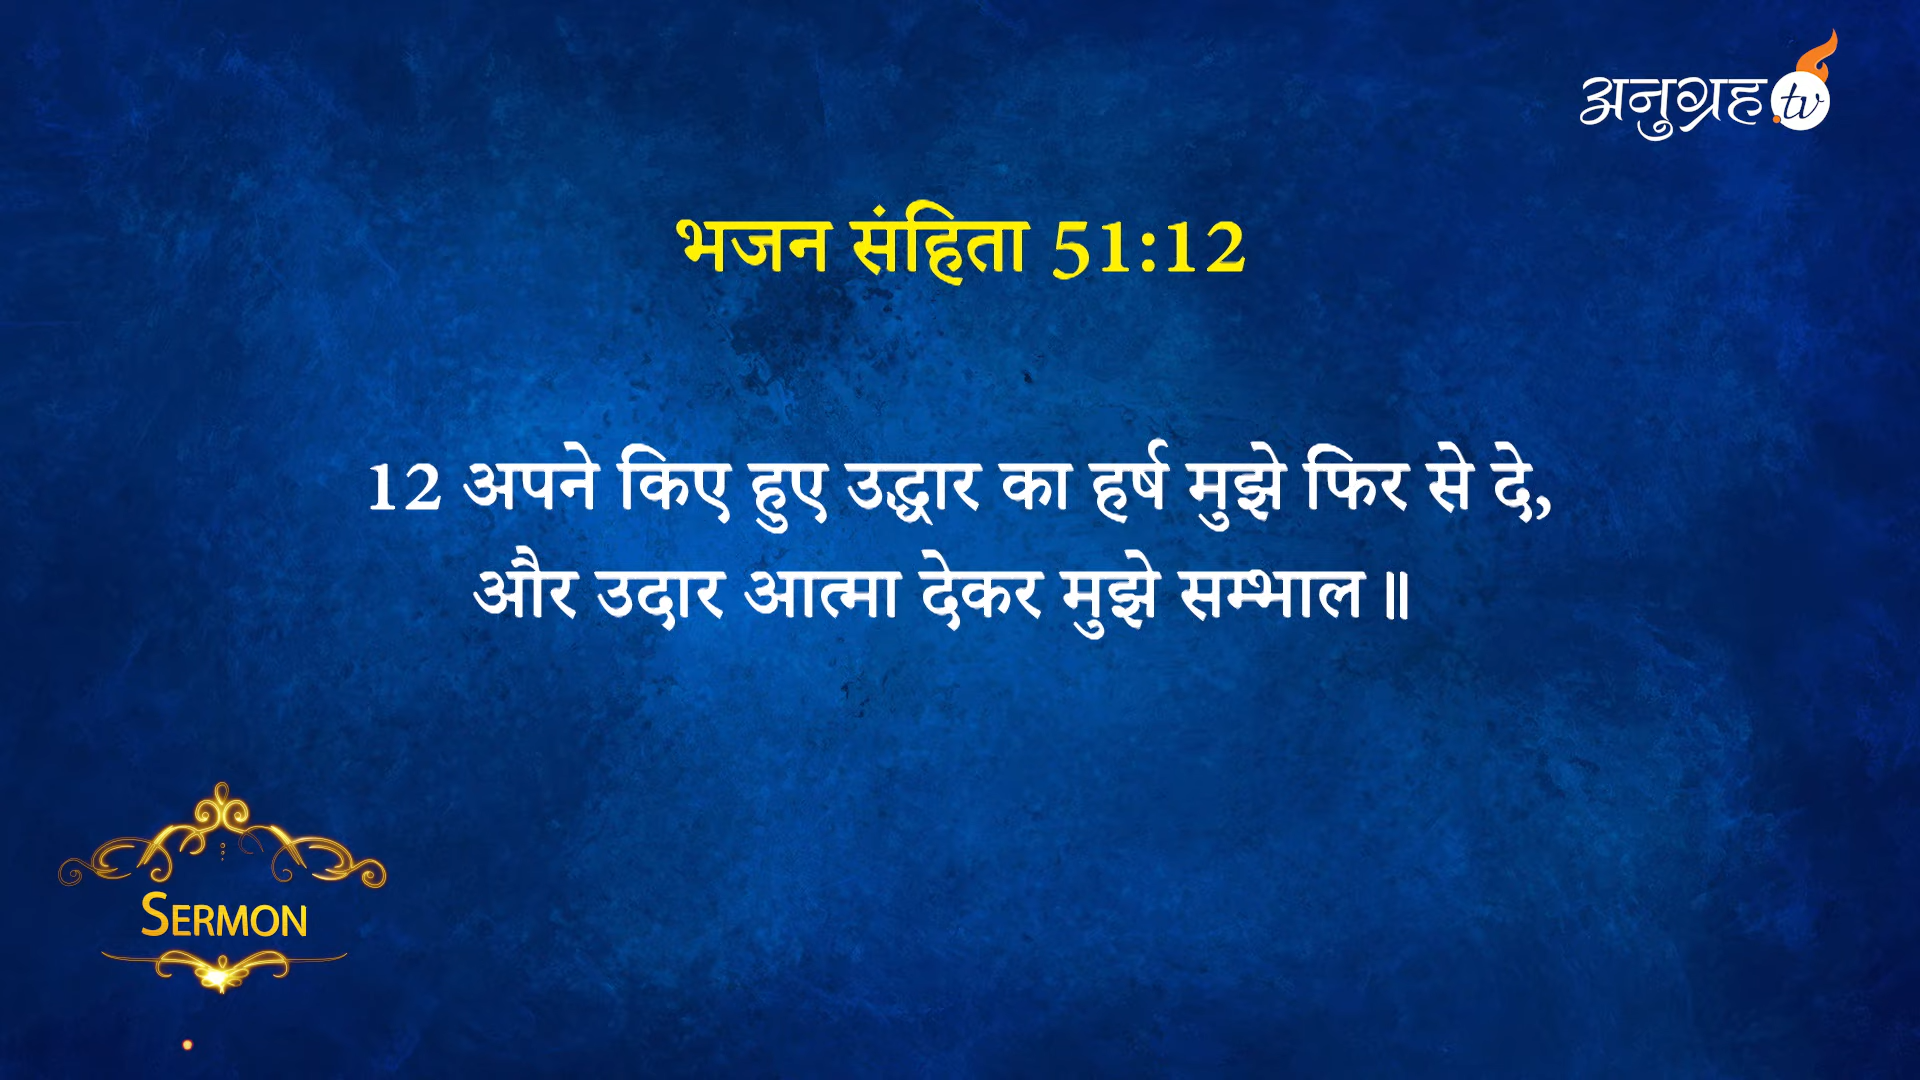 अनुग्रह.tv
भजन संहिता 51:12
12 अपने किए हुए उद्धार का हर्ष मुझे फिर से दे,
और उदार आत्मा देकर मुझे सम्भाल॥
SERMON